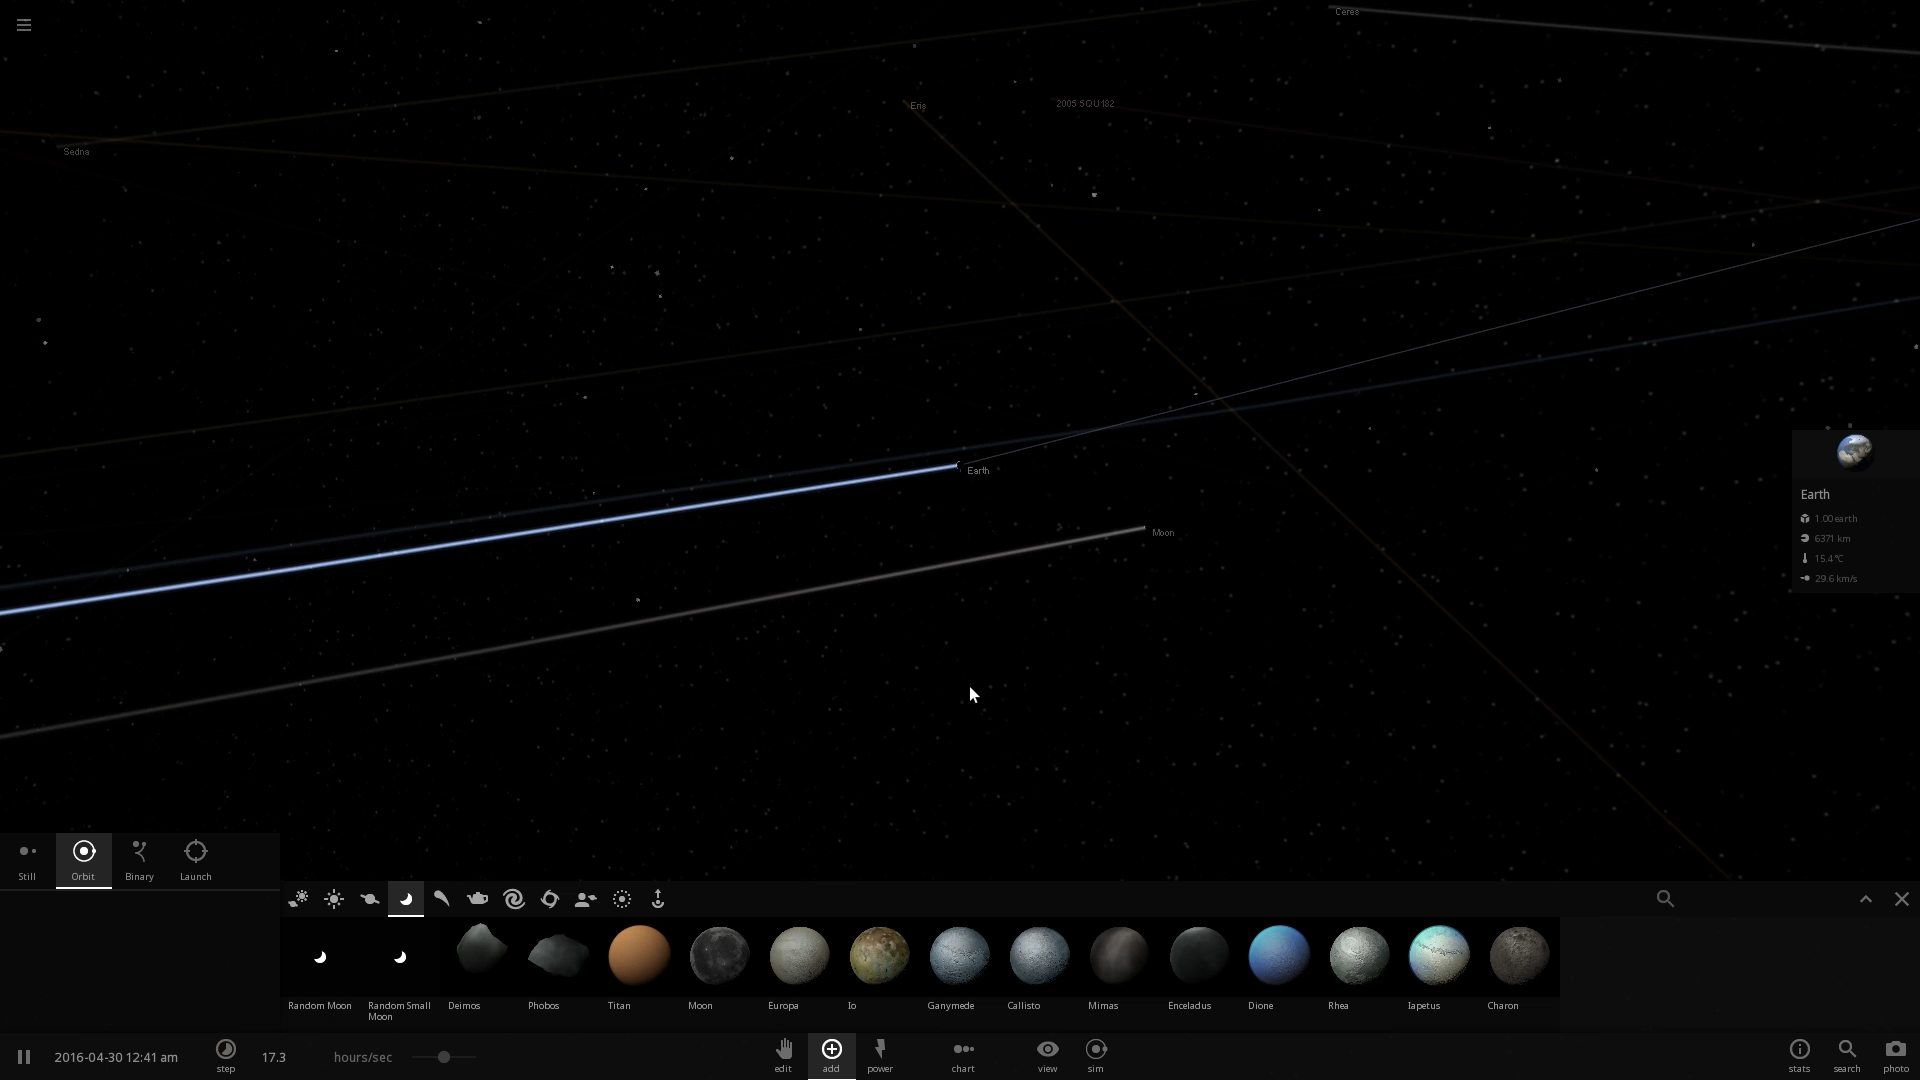 Ceres
Eris
2005 SQU182
Sedna
Earth
Moon
Earth
1.00 earth
6371 km
15.4 °C
29.6 km/s
Still
Orbit
Binary
Launch
Random Moon
Random Small
Moon
Deimos
Phobos
Titan
Moon
Europa
Io
Ganymede
Callisto
Mimas
Enceladus
Dione
Rhea
Iapetus
Charon
2016-04-30 12:41 am
step
17.3
hours/sec
edit
add
power
chart
view
sim
stats
search
photo